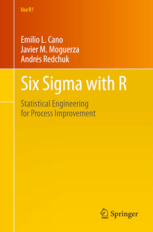 Use R!
Emilio L. Cano
Javier M. Moguerza
Andrés Redchuk
Six Sigma with R
Statistical Engineering
for Process Improvement
Springer